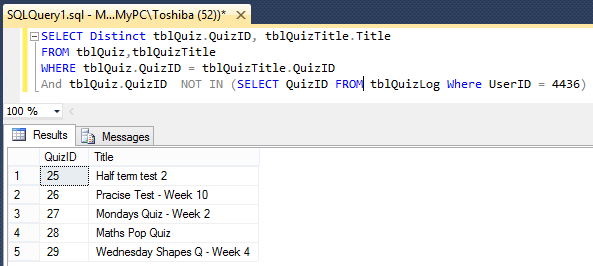 SQLQuery1.sql - M...MyPC\Toshiba (52))*
SELECT Distinct tblQuiz.QuizID, tblQuizTitle.Title
FROM tblQuiz,tblQuizTitle
WHERE tblQuiz.QuizID = tblQuizTitle.QuizID
And tblQuiz.QuizID  NOT IN (SELECT QuizID FROM tblQuizLog Where UserID = 4436)
100 %
Results Messages
QuizID Title
1 25 Half term test 2
2 26 Pracise Test - Week 10
3 27 Mondays Quiz - Week 2
4 28 Maths Pop Quiz
5 29 Wednesday Shapes Q - Week 4